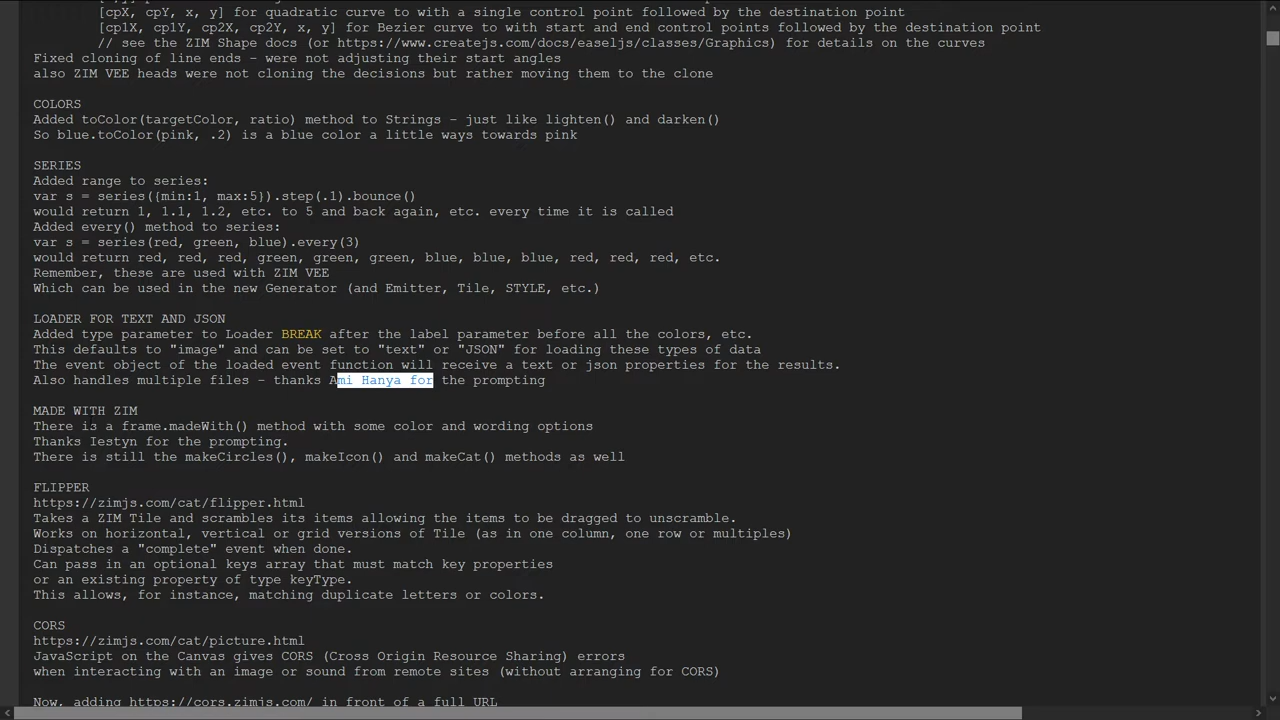 [cpX, cpY, x, y] for quadratic curve to with a single control point followed by the destination point
[cp1X, cp1Y, cp2X, cp2Y, x, y] for Bezier curve to with start and end control points followed by the destination point
// see the ZIM Shape docs (or https://www.createjs.com/docs/easeljs/classes/Graphics) for details on the curves
Fixed cloning of line ends - were not adjusting their start angles
also ZIM VEE heads were not cloning the decisions but rather moving them to the clone
COLORS
Added toColor(targetColor, ratio) method to Strings - just like lighten() and darken()
So blue.toColor(pink, .2) is a blue color a little ways towards pink
SERIES
Added range to series:
var s = series({min:1, max:5}).step(.1).bounce()
would return 1, 1.1, 1.2, etc. to 5 and back again, etc. every time it is called
Added every() method to series:
var s = series(red, green, blue).every(3)
would return red, red, red, green, green, green, blue, blue, blue, red, red, red, etc.
Remember, these are used with ZIM VEE
Which can be used in the new Generator (and Emitter, Tile, STYLE, etc.)
LOADER FOR TEXT AND JSON
Added type parameter to Loader BREAK after the label parameter before all the colors, etc.
This defaults to "image" and can be set to "text" or "JSON" for loading these types of data
The event object of the loaded event function will receive a text or json properties for the results.
Also handles multiple files - thanks Ami Hanya for the prompting
MADE WITH ZIM
There is a frame.madeWith() method with some color and wording options
Thanks Iestyn for the prompting.
There is still the makeCircles(), makeIcon() and makeCat() methods as well
FLIPPER
https://zimjs.com/cat/flipper.html
Takes a ZIM Tile and scrambles its items allowing the items to be dragged to unscramble.
Works on horizontal, vertical or grid versions of Tile (as in one column, one row or multiples)
Dispatches a "complete" event when done.
Can pass in an optional keys array that must match key properties
or an existing property of type keyType.
This allows, for instance, matching duplicate letters or colors.
CORS
https://zimjs.com/cat/picture.html
JavaScript on the Canvas gives CORS (Cross Origin Resource Sharing) errors
when interacting with an image or sound from remote sites (without arranging for CORS)
Now, adding https://cors.zimjs.com/ in front of a full URL